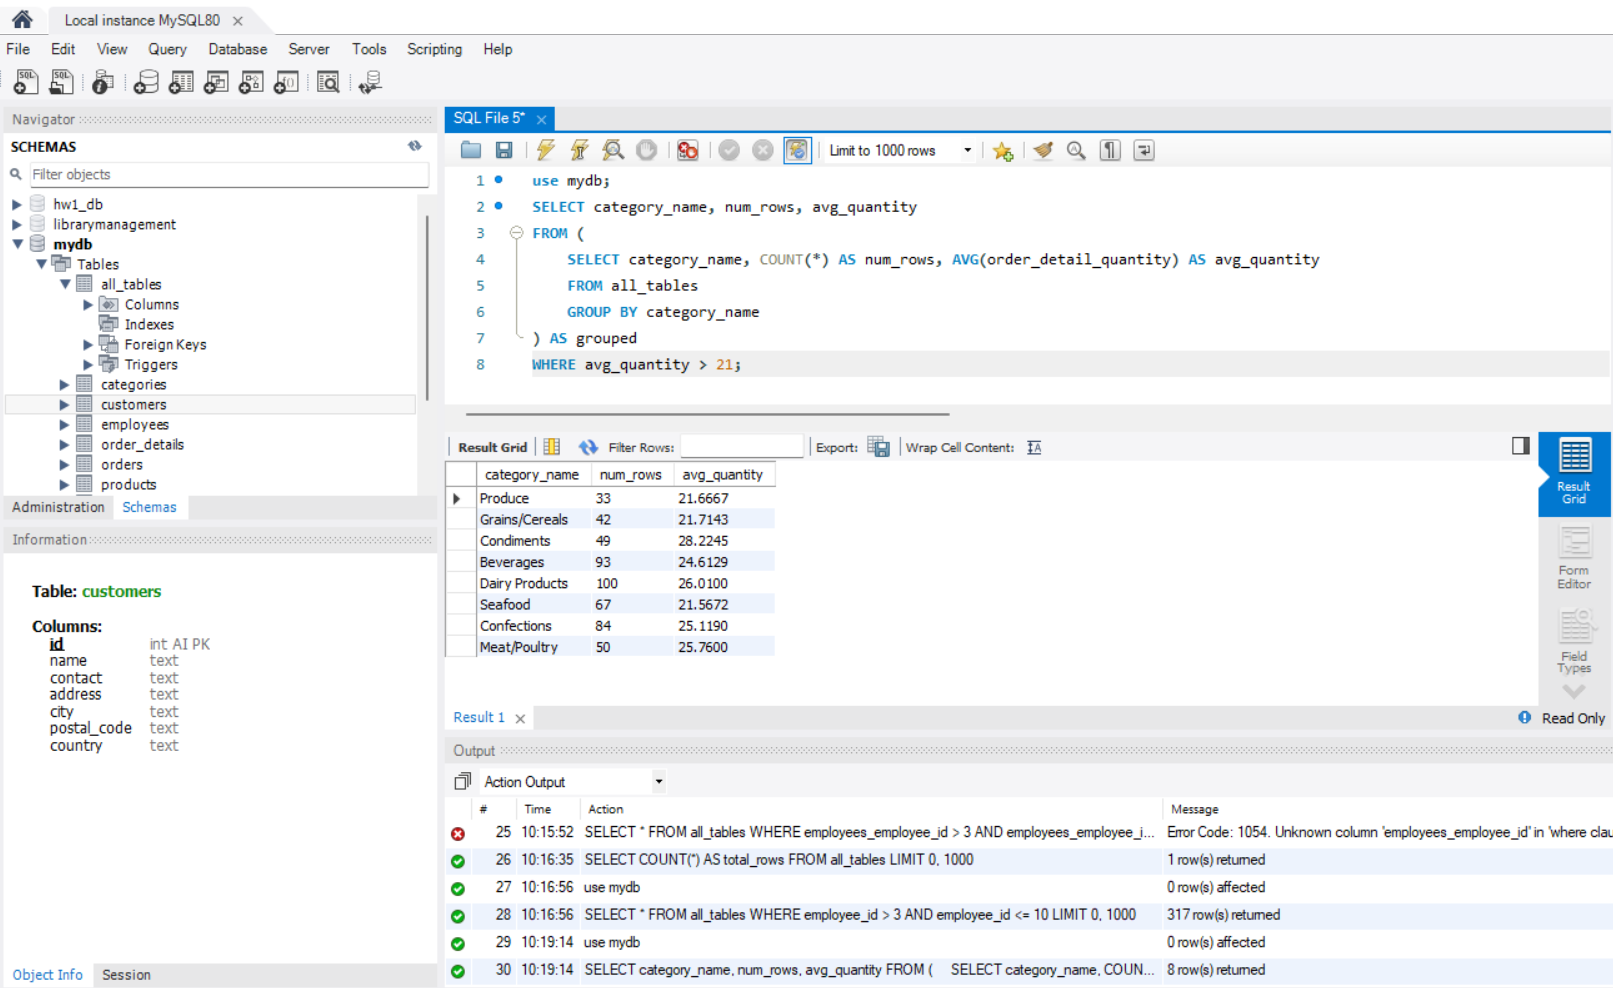 Local instance MySQL80
File Edit View Query Database Server Tools Scripting Help
Navigator
SCHEMAS
Filter objects
hw1_db
librarymanagement
mydb
Tables
all_tables
Columns
Indexes
Foreign Keys
Triggers
categories
customers
employees
order_details
orders
products
Administration Schemas
Information
Table: customers
Columns:
id int AI PK
name text
contact text
address text
city text
postal_code text
country text
Object Info Session
SQL File 5*
Limit to 1000 rows
1 use mydb;
2 SELECT category_name, num_rows, avg_quantity
3 FROM (
4 SELECT category_name, COUNT(*) AS num_rows, AVG(order_detail_quantity) AS avg_quantity
5 FROM all_tables
6 GROUP BY category_name
7 ) AS grouped
8 WHERE avg_quantity > 21;
Result Grid Filter Rows: Export: Wrap Cell Content:
category_name num_rows avg_quantity
Produce 33 21.6667
Grains/Cereals 42 21.7143
Condiments 49 28.2245
Beverages 93 24.6129
Dairy Products 100 26.0100
Seafood 67 21.5672
Confections 84 25.1190
Meat/Poultry 50 25.7600
Result
Grid
Form
Editor
Field
Types
Result 1
Read Only
Output
Action Output
# Time Action Message
25 10:15:52 SELECT * FROM all_tables WHERE employees_employee_id > 3 AND employees_employee_i... Error Code: 1054. Unknown column 'employees_employee_id' in 'where clau
26 10:16:35 SELECT COUNT(*) AS total_rows FROM all_tables LIMIT 0, 1000 1 row(s) returned
27 10:16:56 use mydb 0 row(s) affected
28 10:16:56 SELECT * FROM all_tables WHERE employee_id > 3 AND employee_id <= 10 LIMIT 0, 1000 317 row(s) returned
29 10:19:14 use mydb 0 row(s) affected
30 10:19:14 SELECT category_name, num_rows, avg_quantity FROM ( SELECT category_name, COUN... 8 row(s) returned